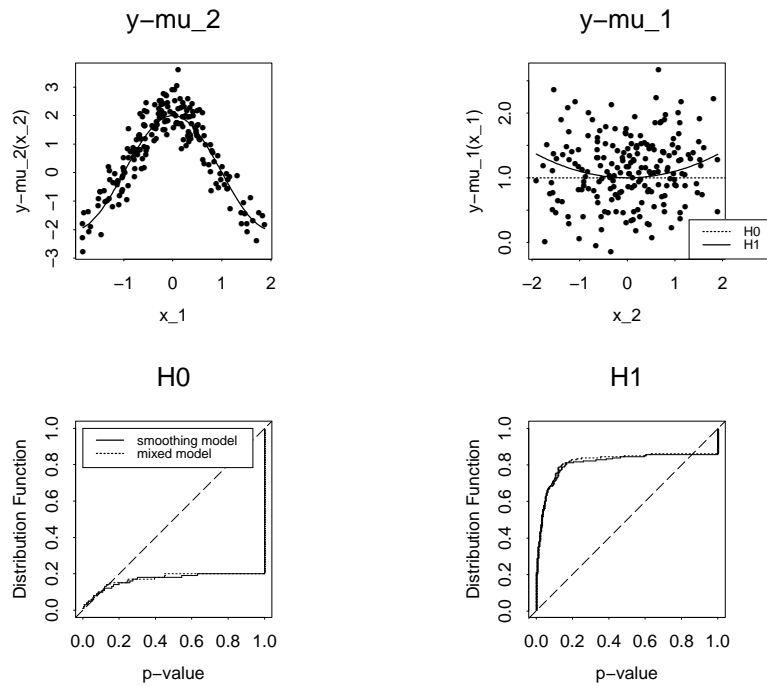 y−mu_2
y−mu_2(x_2)
3
2
1
0
−1
−2
−3
−1 0 1 2
x_1
y−mu_1
y−mu_1(x_1)
2.0
1.0
0.0
−2 −1 0 1 2
x_2
H0
H1
H0
Distribution Function
1.0
0.8
0.6
0.4
0.2
0.0
smoothing model
mixed model
0.0 0.2 0.4 0.6 0.8 1.0
p−value
H1
Distribution Function
1.0
0.8
0.6
0.4
0.2
0.0
0.0 0.2 0.4 0.6 0.8 1.0
p−value